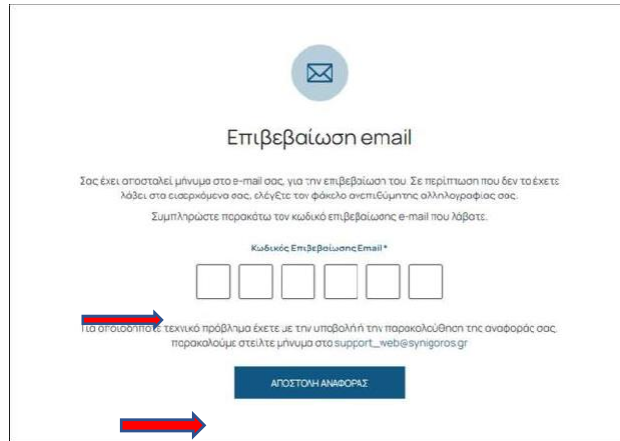 Επιβεβαίωση email
Σας έχει αποσταλεί μήνυμα στο e-mail σας, για την επιβεβαίωση του. Σε περίπτωση που δεν το έχετε
λάβει στα εισερχόμενα σας, ελέγξτε τον φάκελο ανεπιθύμητης αλληλογραφίας σας.
Συμπληρώστε παρακάτω τον κωδικό επιβεβαίωσης e-mail που λάβατε.
Κωδικός Επιβεβαίωσης Email *
Για οποιοδήποτε τεχνικό πρόβλημα έχετε με την υποβολή ή την παρακολούθηση της αναφοράς σας,
παρακαλούμε στείλτε μήνυμα στο support_web@synigoros.gr
ΑΠΟΣΤΟΛΗ ΑΝΑΦΟΡΑΣ